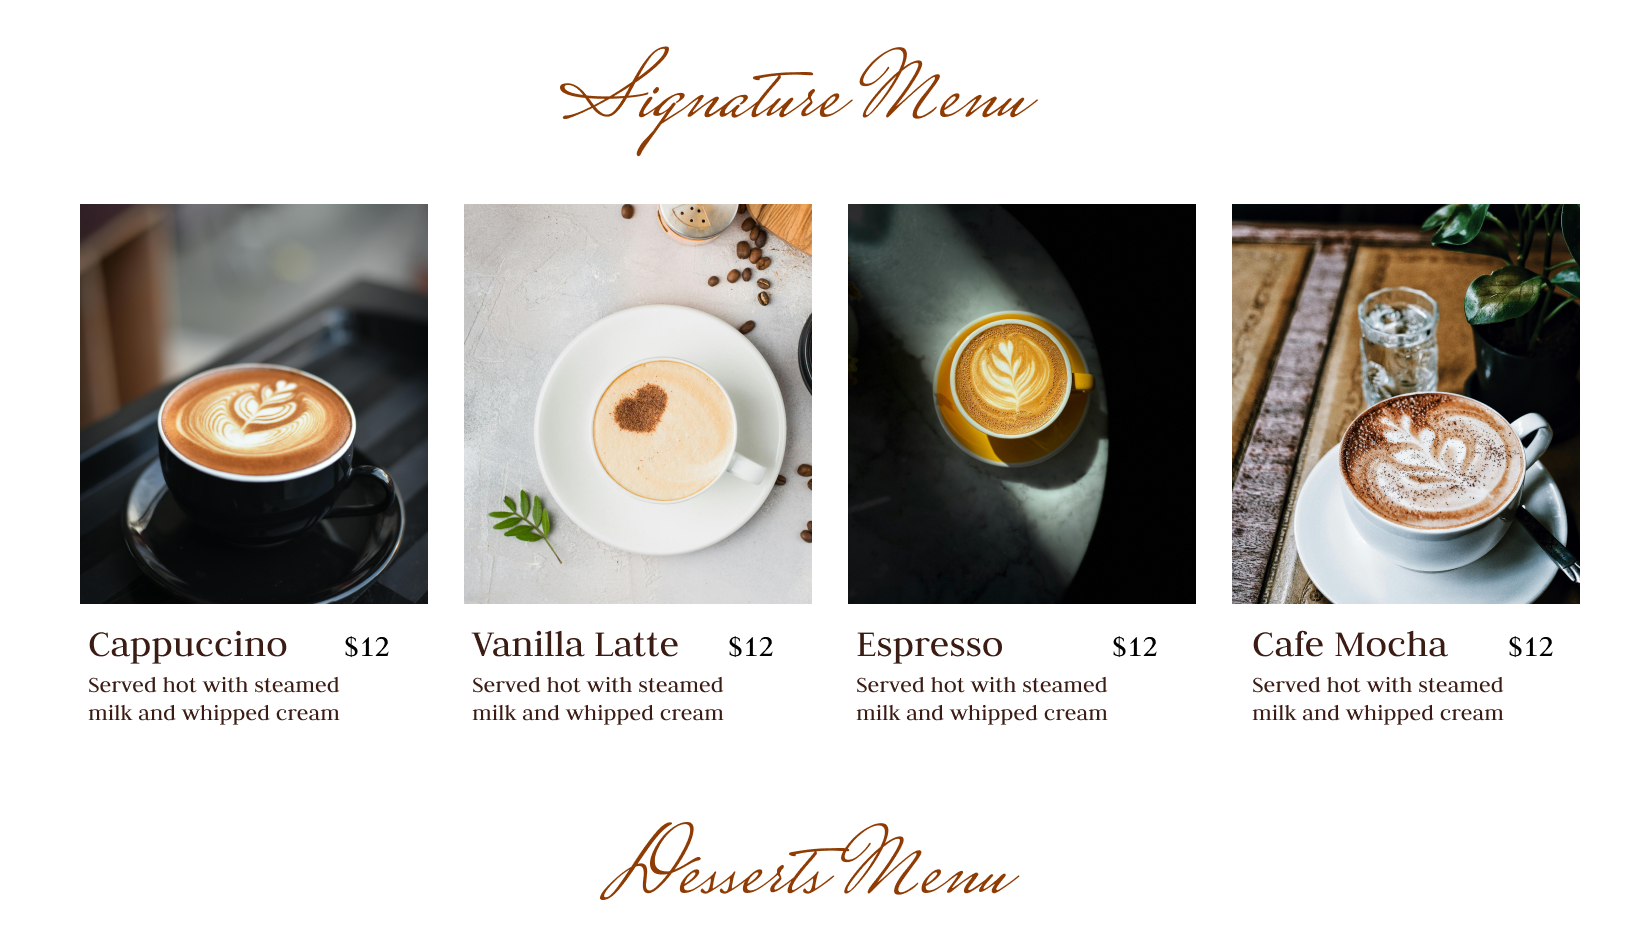 Signature Menu
Cappuccino $12
Served hot with steamed
milk and whipped cream
Vanilla Latte $12
Served hot with steamed
milk and whipped cream
Espresso $12
Served hot with steamed
milk and whipped cream
Cafe Mocha $12
Served hot with steamed
milk and whipped cream
Desserts Menu